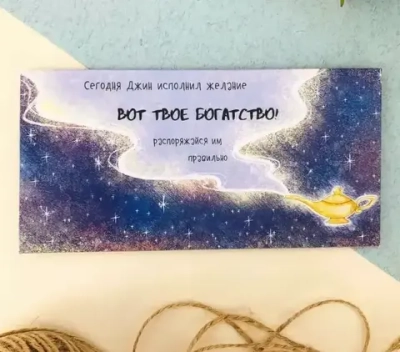 Сегодня Джин исполнил желание
ВОТ ТВОЕ БОГАТСТВО!
распоряжайся им
правильно